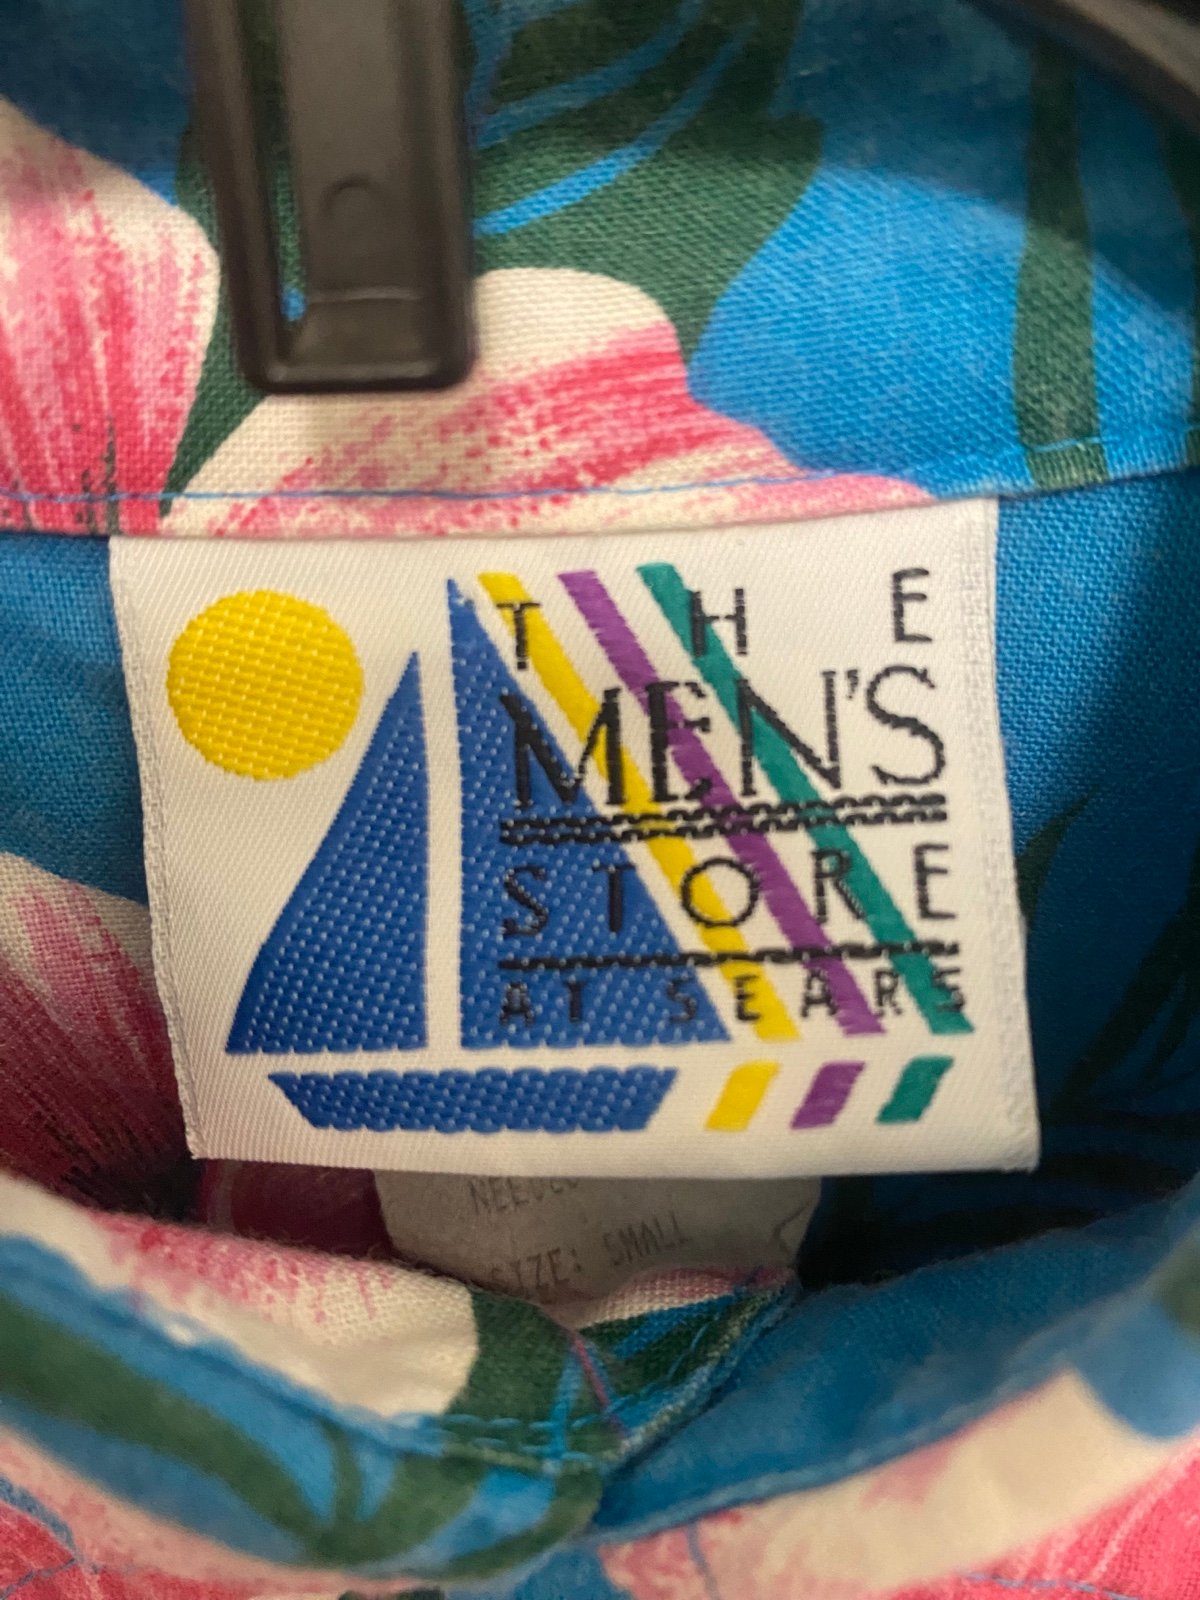 THE
MEN'S
STORE
AT SEARS
SIZE: SMALL